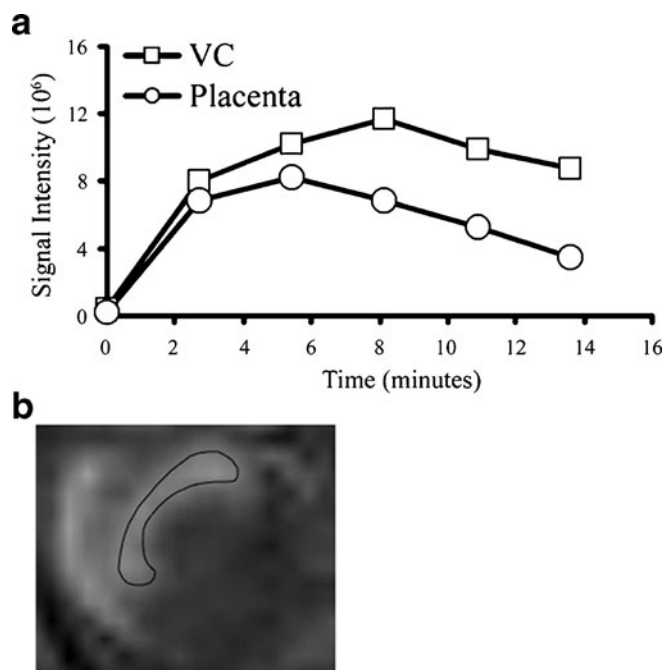 a
16
VC
Placenta
12
8
4
0
Signal Intensity (10⁶)
0 2 4 6 8 10 12 14 16
Time (minutes)
b